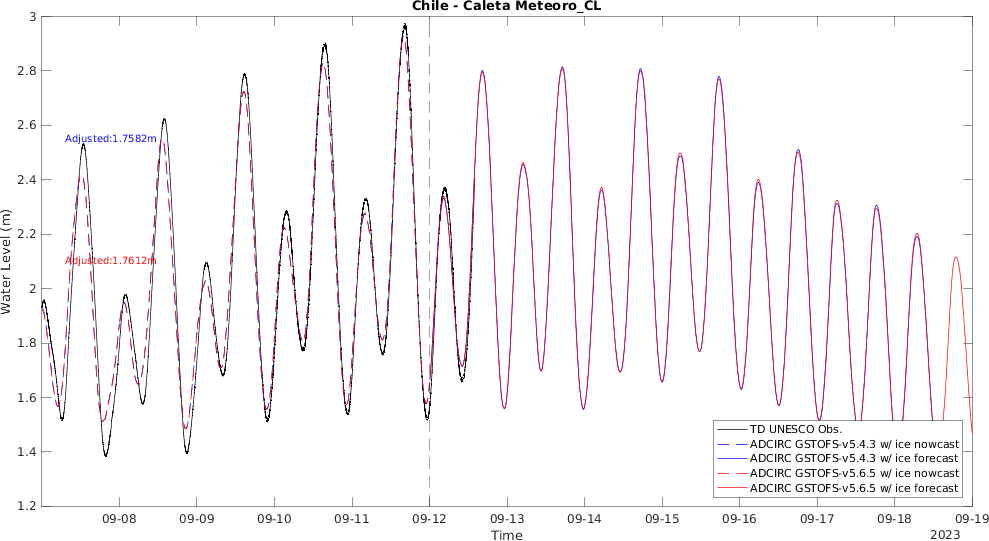 Chile - Caleta Meteoro_CL
Water Level (m)
3
2.8
2.6
2.4
2.2
2
1.8
1.6
1.4
1.2
Adjusted:1.7582m
Adjusted:1.7612m
TD UNESCO Obs.
ADCIRC GSTOFS-v5.4.3 w/ ice nowcast
ADCIRC GSTOFS-v5.4.3 w/ ice forecast
ADCIRC GSTOFS-v5.6.5 w/ ice nowcast
ADCIRC GSTOFS-v5.6.5 w/ ice forecast
09-08 09-09 09-10 09-11 09-12 09-13 09-14 09-15 09-16 09-17 09-18 09-19
Time
2023